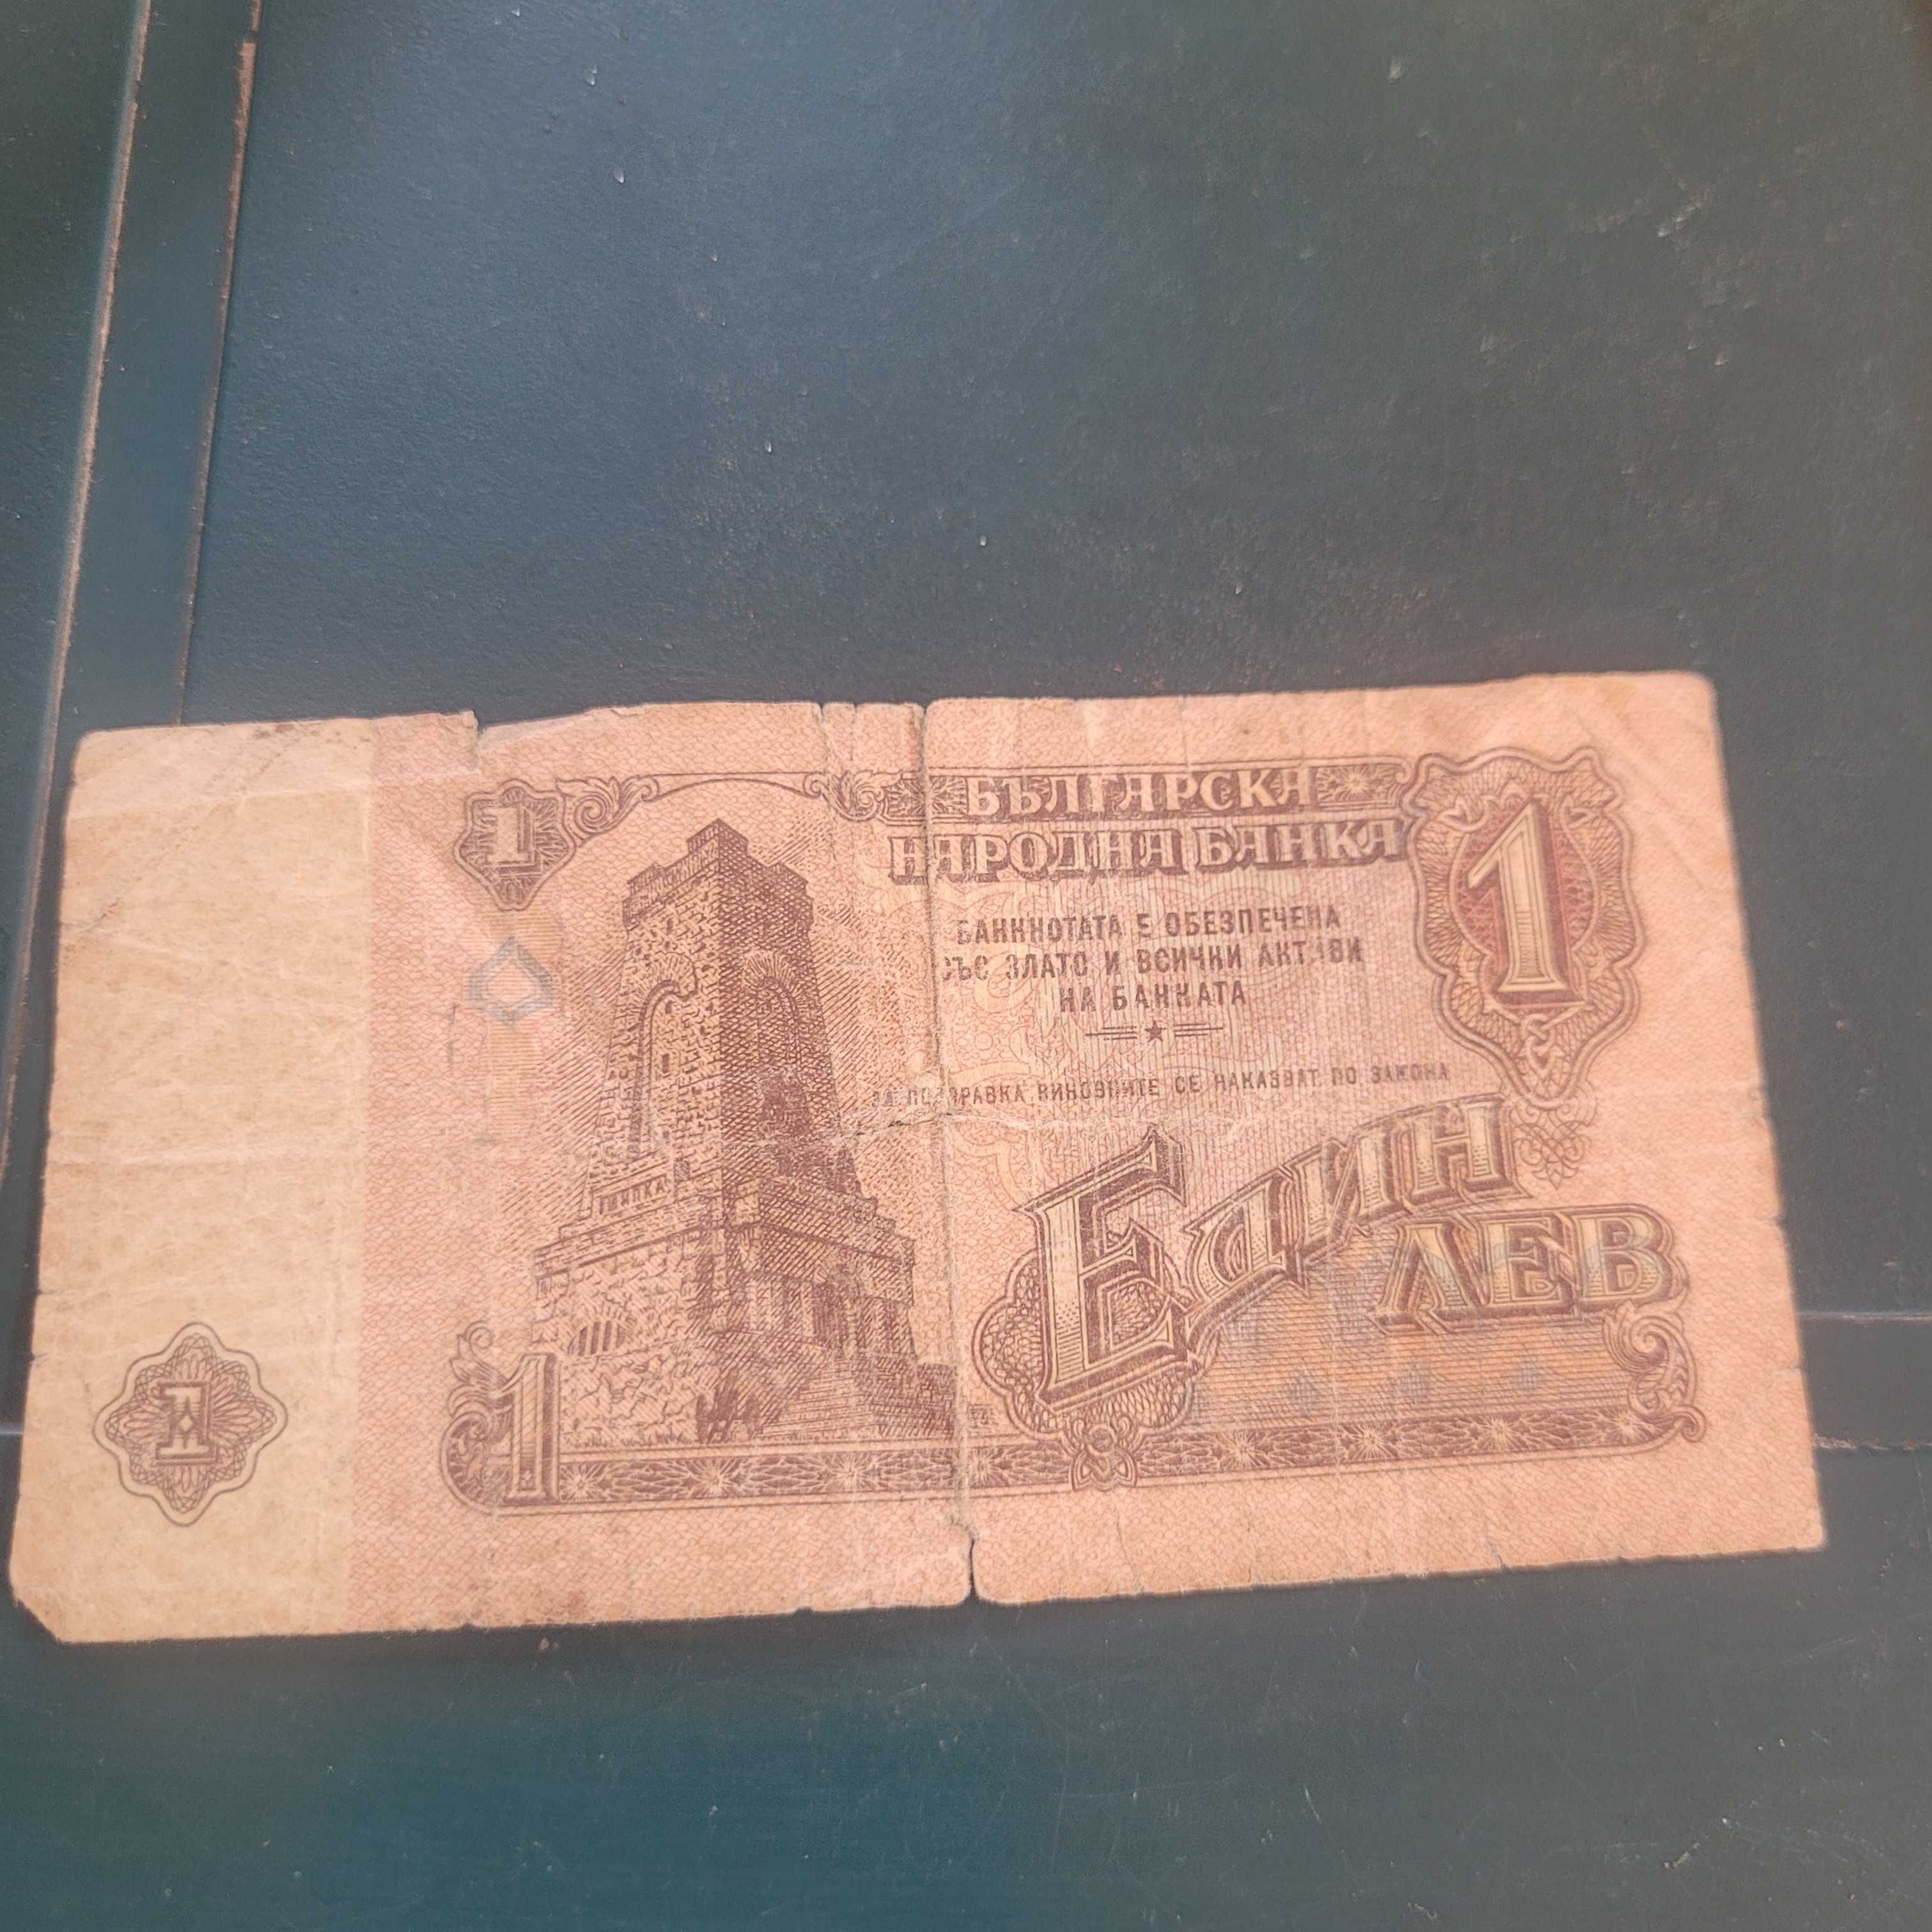 1
БЪЛГАРСКА
НАРОДНА БАНКА
1
БАНКНОТАТА Е ОБЕЗПЕЧЕНА
СЪС ЗЛАТО И ВСИЧКИ АКТИВИ
НА БАНКАТА
ЗА ПОДПРАВКА ВИНОВНИТЕ СЕ НАКАЗВАТ ПО ЗАКОНА
ШИПКА
ЕДИН
ЛЕВ
1
1